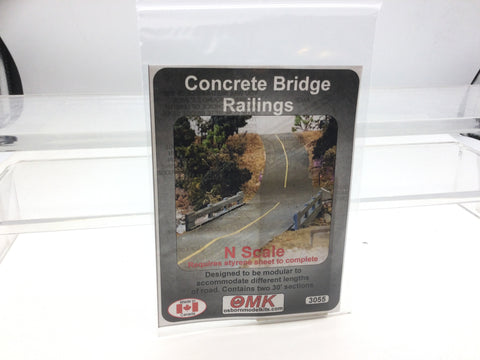 Concrete Bridge
Railings
N Scale
Requires styrene sheet to complete
Designed to be modular to
accommodate different lengths
of road. Contains two 30' sections
OMK
osbornmodelkits.com
3055